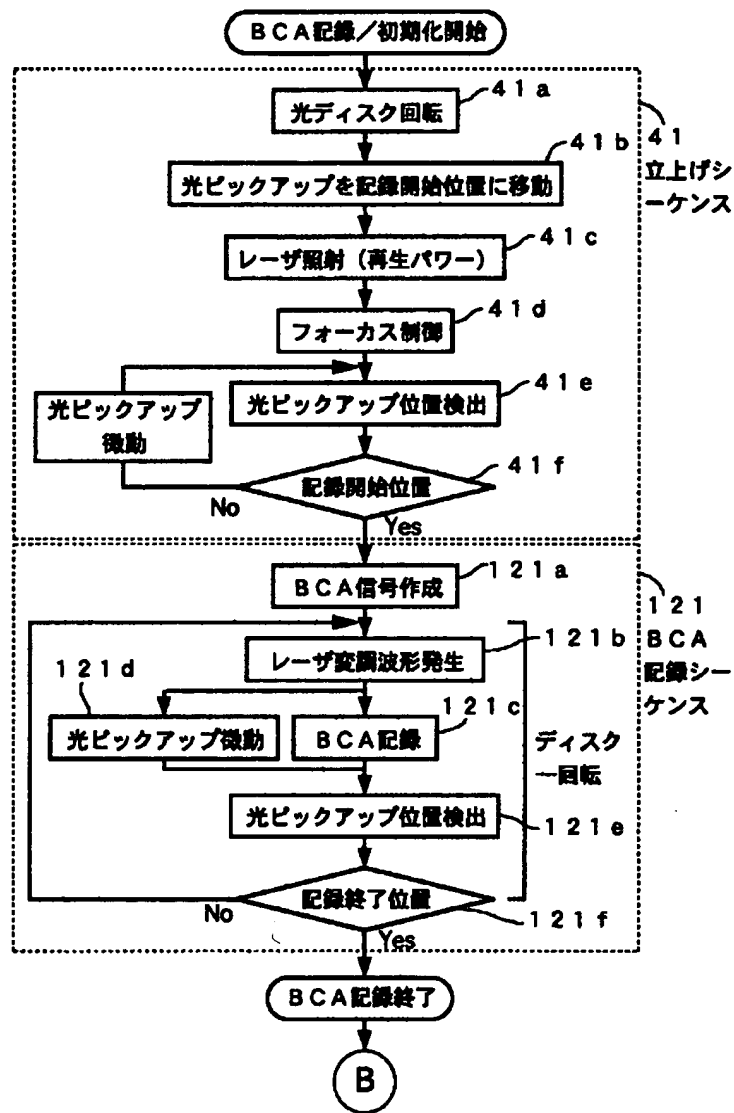 BCA記録/初期化開始
41a
光ディスク回転
41
立上げシ
ーケンス
41b
光ピックアップを記録開始位置に移動
41c
レーザ照射(再生パワー)
41d
フォーカス制御
光ピックアップ
微動
41e
光ピックアップ位置検出
41f
記録開始位置
No
Yes
121a
BCA信号作成
121
BCA
記録シー
ケンス
121b
レーザ変調波形発生
121d
光ピックアップ微動
121c
BCA記録
ディスク
一回転
光ピックアップ位置検出
121e
記録終了位置
No
121f
Yes
BCA記録終了
B